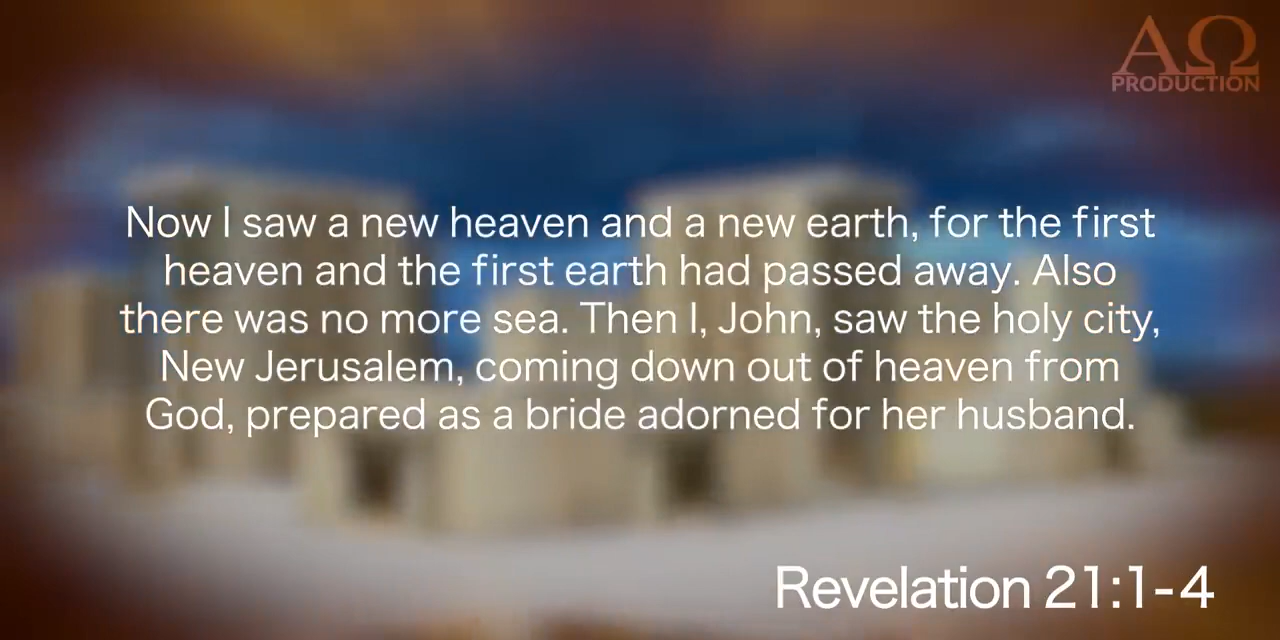 ΑΩ
PRODUCTION
Now I saw a new heaven and a new earth, for the first
heaven and the first earth had passed away. Also
there was no more sea. Then I, John, saw the holy city,
New Jerusalem, coming down out of heaven from
God, prepared as a bride adorned for her husband.
Revelation 21:1-4